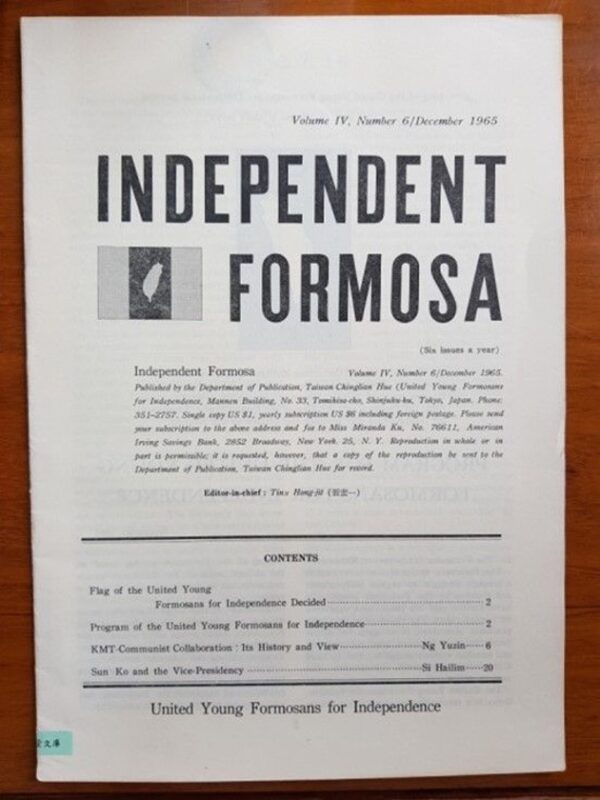 Volume IV, Number 6/December 1965
INDEPENDENT
FORMOSA
(Six issues a year)
Independent Formosa Volume IV, Number 6/December 1965.
Published by the Department of Publication, Taiwan Chinglian Hue (United Young Formosans
for Independence, Mannen Building, No. 33, Tomihisa-cho, Shinjuku-ku, Tokyo, Japan. Phone:
351-2757. Single copy US $1, yearly subscription US $6 including foreign postage. Please send
your subscription to the above address and fee to Miss Miranda Ku, No. 76611, American
Irving Savings Bank, 2852 Broadway, New York 25, N. Y. Reproduction in whole or in
part is permissible; it is requested, however, that a copy of the reproduction be sent to the
Department of Publication, Taiwan Chinglian Hue for record.
Editor-in-chief: Hong-jit
CONTENTS
Flag of the United Young
Formosans for Independence Decided 2
Program of the United Young Formosans for Independence 2
KMT-Communist Collaboration: Its History and View Ng Yuzin 6
Sun Ko and the Vice-Presidency Si Hailim 20
United Young Formosans for Independence
文庫